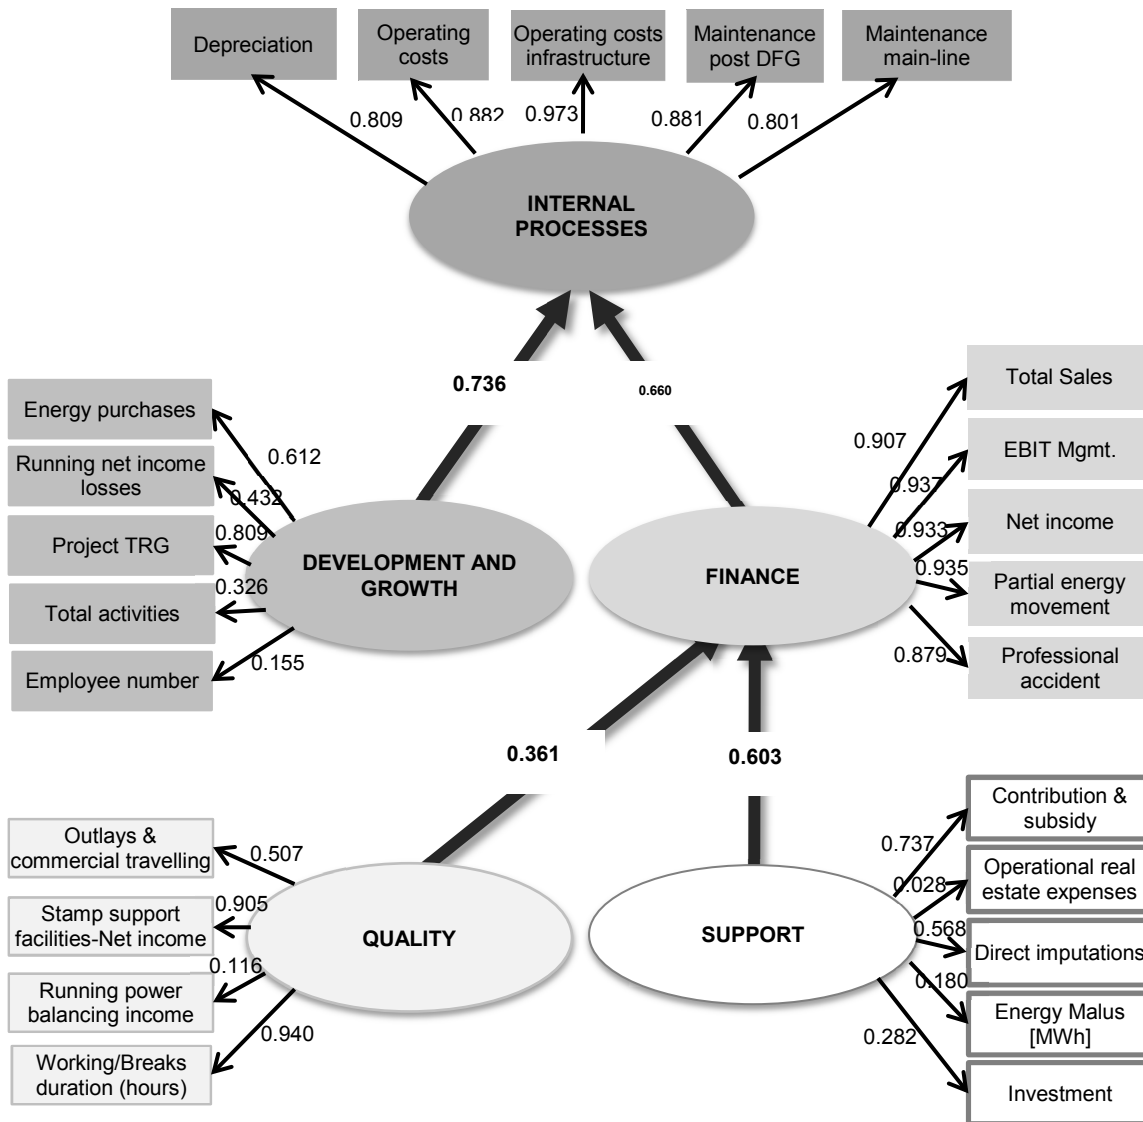 Depreciation
Operating
costs
Operating costs
infrastructure
Maintenance
post DFG
Maintenance
main-line
0.809
0.882
0.973
0.881
0.801
INTERNAL
PROCESSES
0.736
0.660
Energy purchases
Running net income
losses
Project TRG
Total activities
Employee number
0.612
0.432
0.809
0.326
0.155
DEVELOPMENT AND
GROWTH
FINANCE
0.907
0.937
0.933
0.935
0.879
Total Sales
EBIT Mgmt.
Net income
Partial energy
movement
Professional
accident
0.361
0.603
Outlays &
commercial travelling
Stamp support
facilities-Net income
Running power
balancing income
Working/Breaks
duration (hours)
0.507
0.905
0.116
0.940
QUALITY
SUPPORT
0.737
0.028
0.568
0.180
0.282
Contribution &
subsidy
Operational real
estate expenses
Direct imputations
Energy Malus
[MWh]
Investment